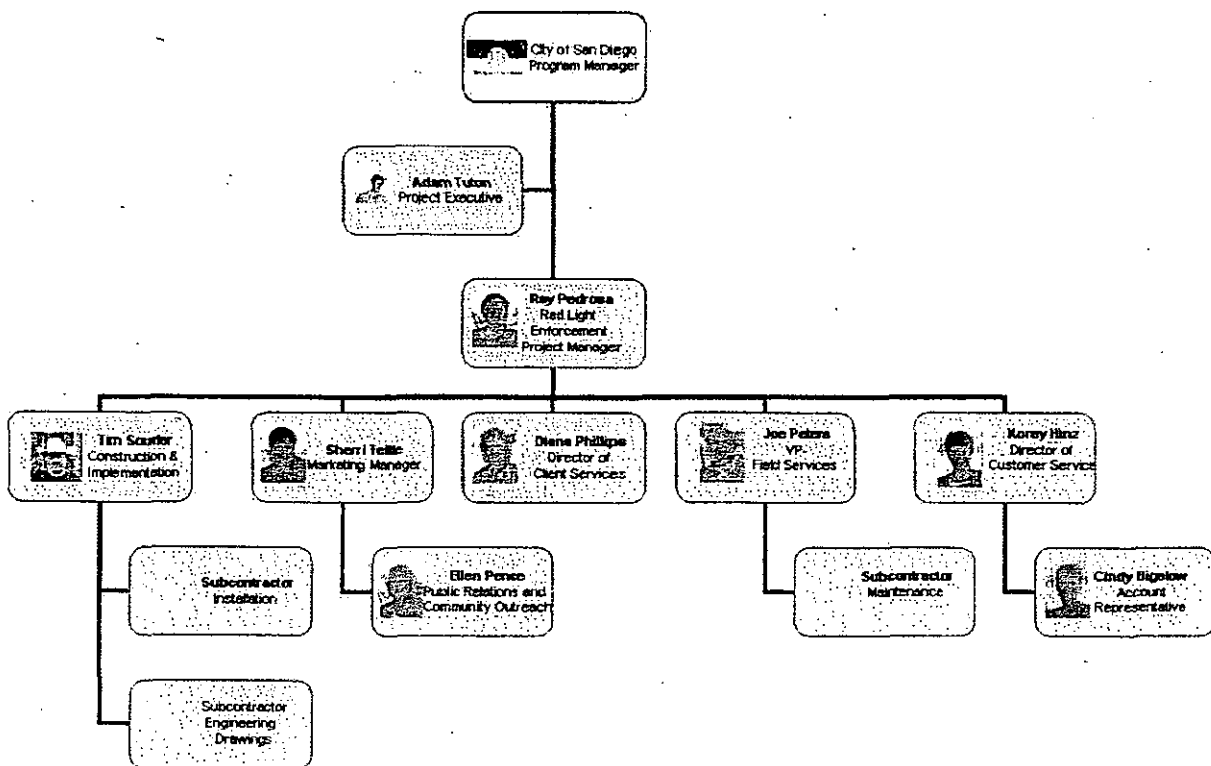 City of San Diego
Program Manager
Adam Tuton
Project Executive
Ray Pedrosa
Red Light
Enforcement
Project Manager
Tim
Construction &
Implementation
Sherri
Marketing Manager
Diane Phillips
Director of
Client Services
Joe Peters
VP-
Field Services
Korey Hinz
Director of
Customer Service
Subcontractor
Installation
Ellen Pence
Public Relations and
Community Outreach
Subcontractor
Maintenance
Cindy Bigelow
Account
Representative
Subcontractor
Engineering
Drawings